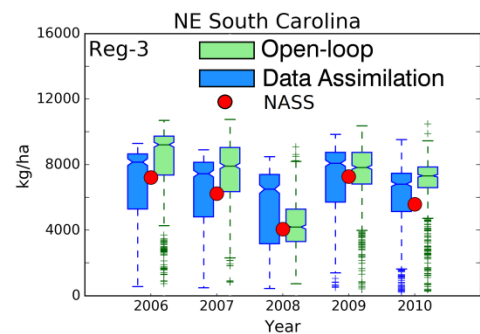 NE South Carolina
16000
Reg-3
Open-loop
Data Assimilation
NASS
12000
kg/ha
8000
4000
0
2006 2007 2008 2009 2010
Year